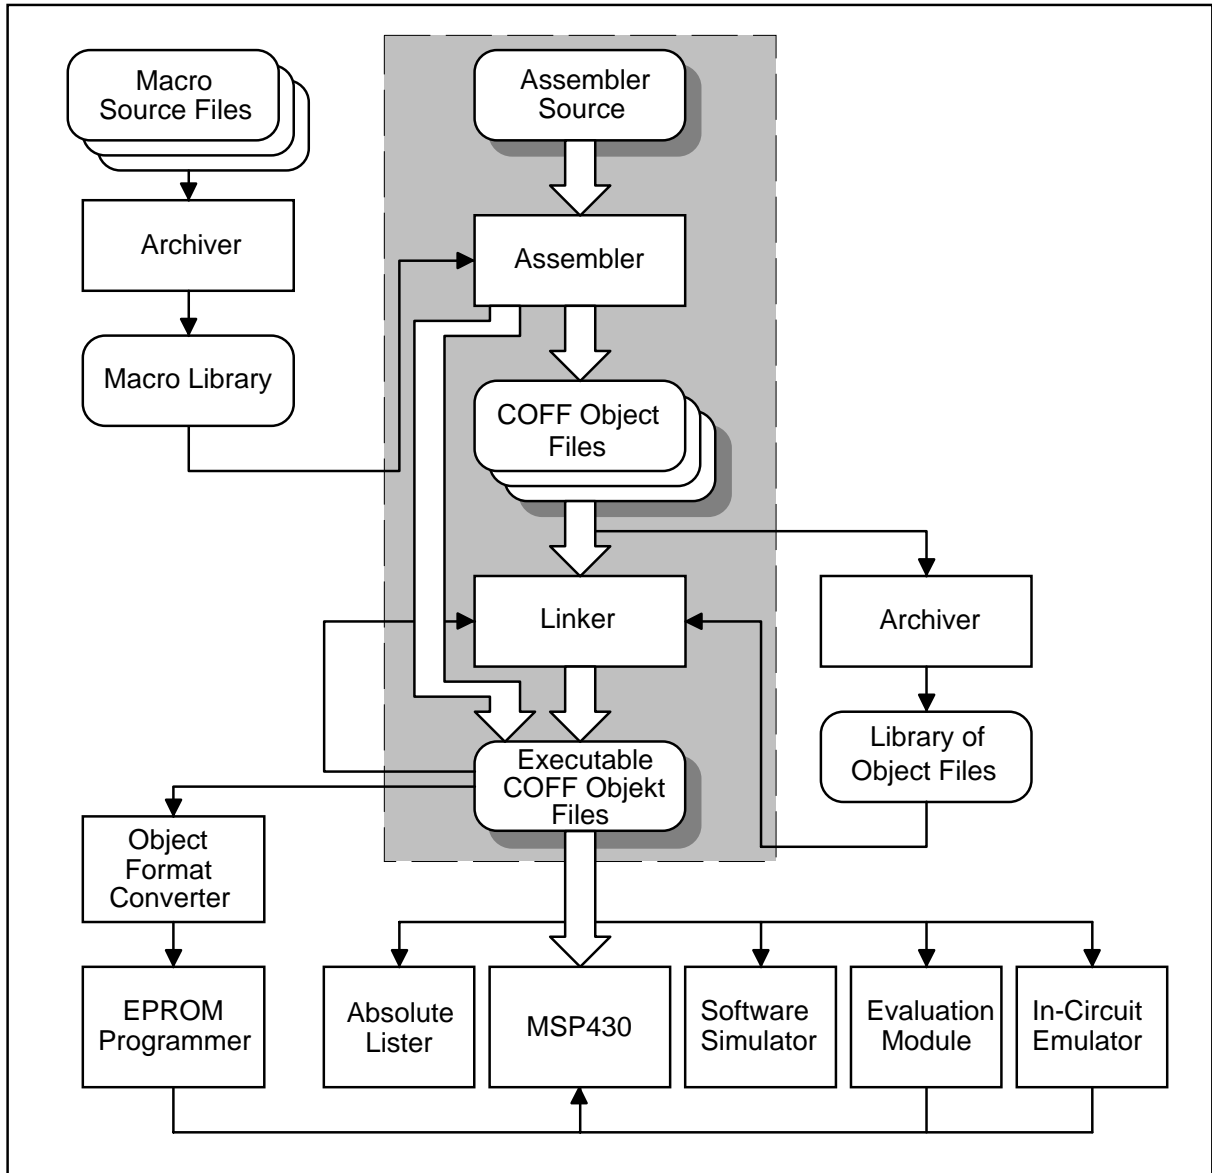 Macro
Source Files
Assembler
Source
Archiver
Assembler
Macro Library
COFF Object
Files
Linker
Archiver
Executable
COFF Objekt
Files
Library of
Object Files
Object
Format
Converter
EPROM
Programmer
Absolute
Lister
MSP430
Software
Simulator
Evaluation
Module
In-Circuit
Emulator